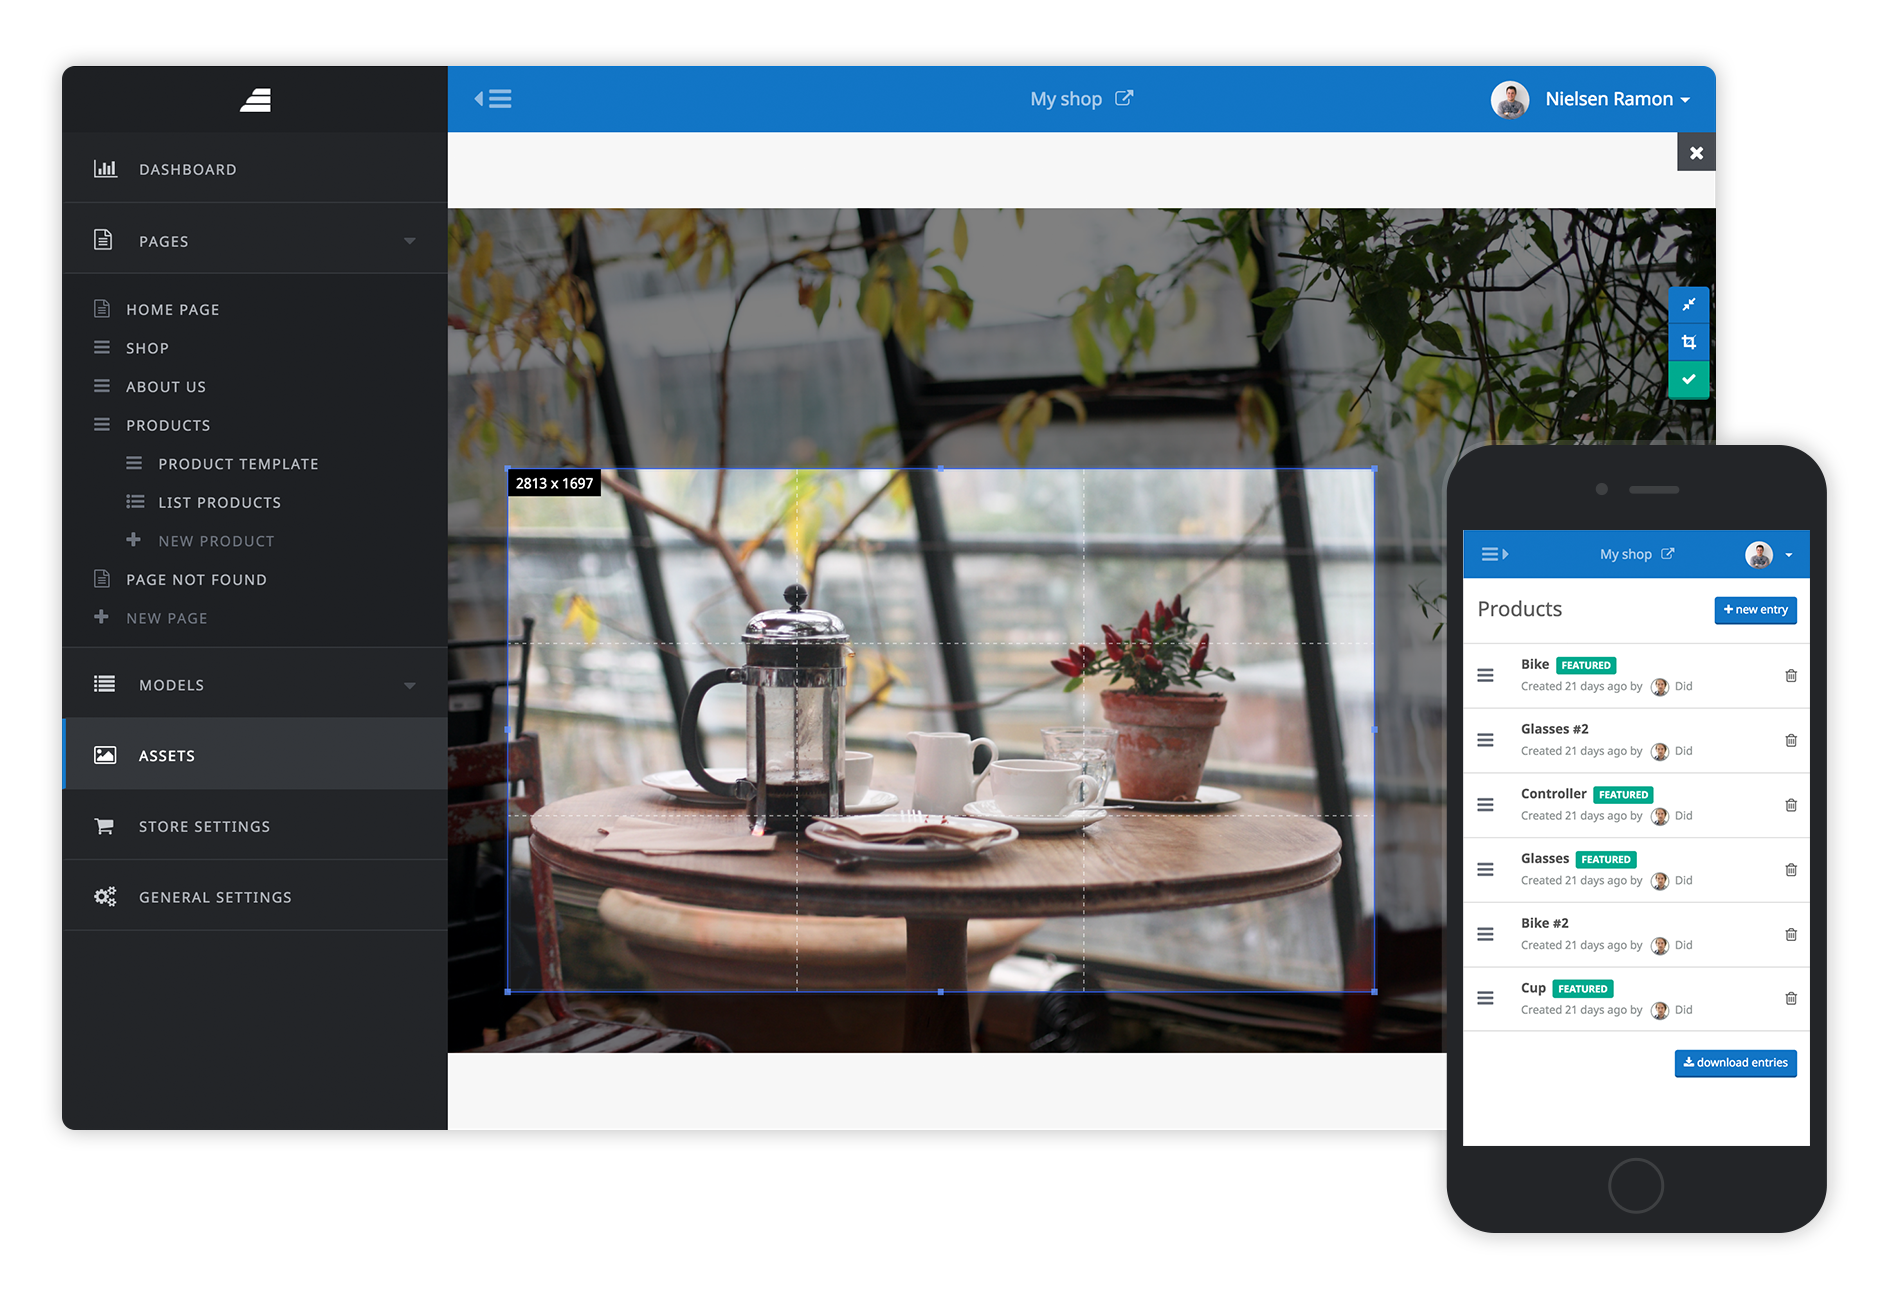 My shop
Nielsen Ramon
DASHBOARD
PAGES
HOME PAGE
SHOP
ABOUT US
PRODUCTS
PRODUCT TEMPLATE
LIST PRODUCTS
NEW PRODUCT
PAGE NOT FOUND
NEW PAGE
MODELS
ASSETS
STORE SETTINGS
GENERAL SETTINGS
2813 x 1697
My shop
Products
new entry
Bike FEATURED
Created 21 days ago by Did
Glasses #2
Created 21 days ago by Did
Controller FEATURED
Created 21 days ago by Did
Glasses FEATURED
Created 21 days ago by Did
Bike #2
Created 21 days ago by Did
Cup FEATURED
Created 21 days ago by Did
download entries